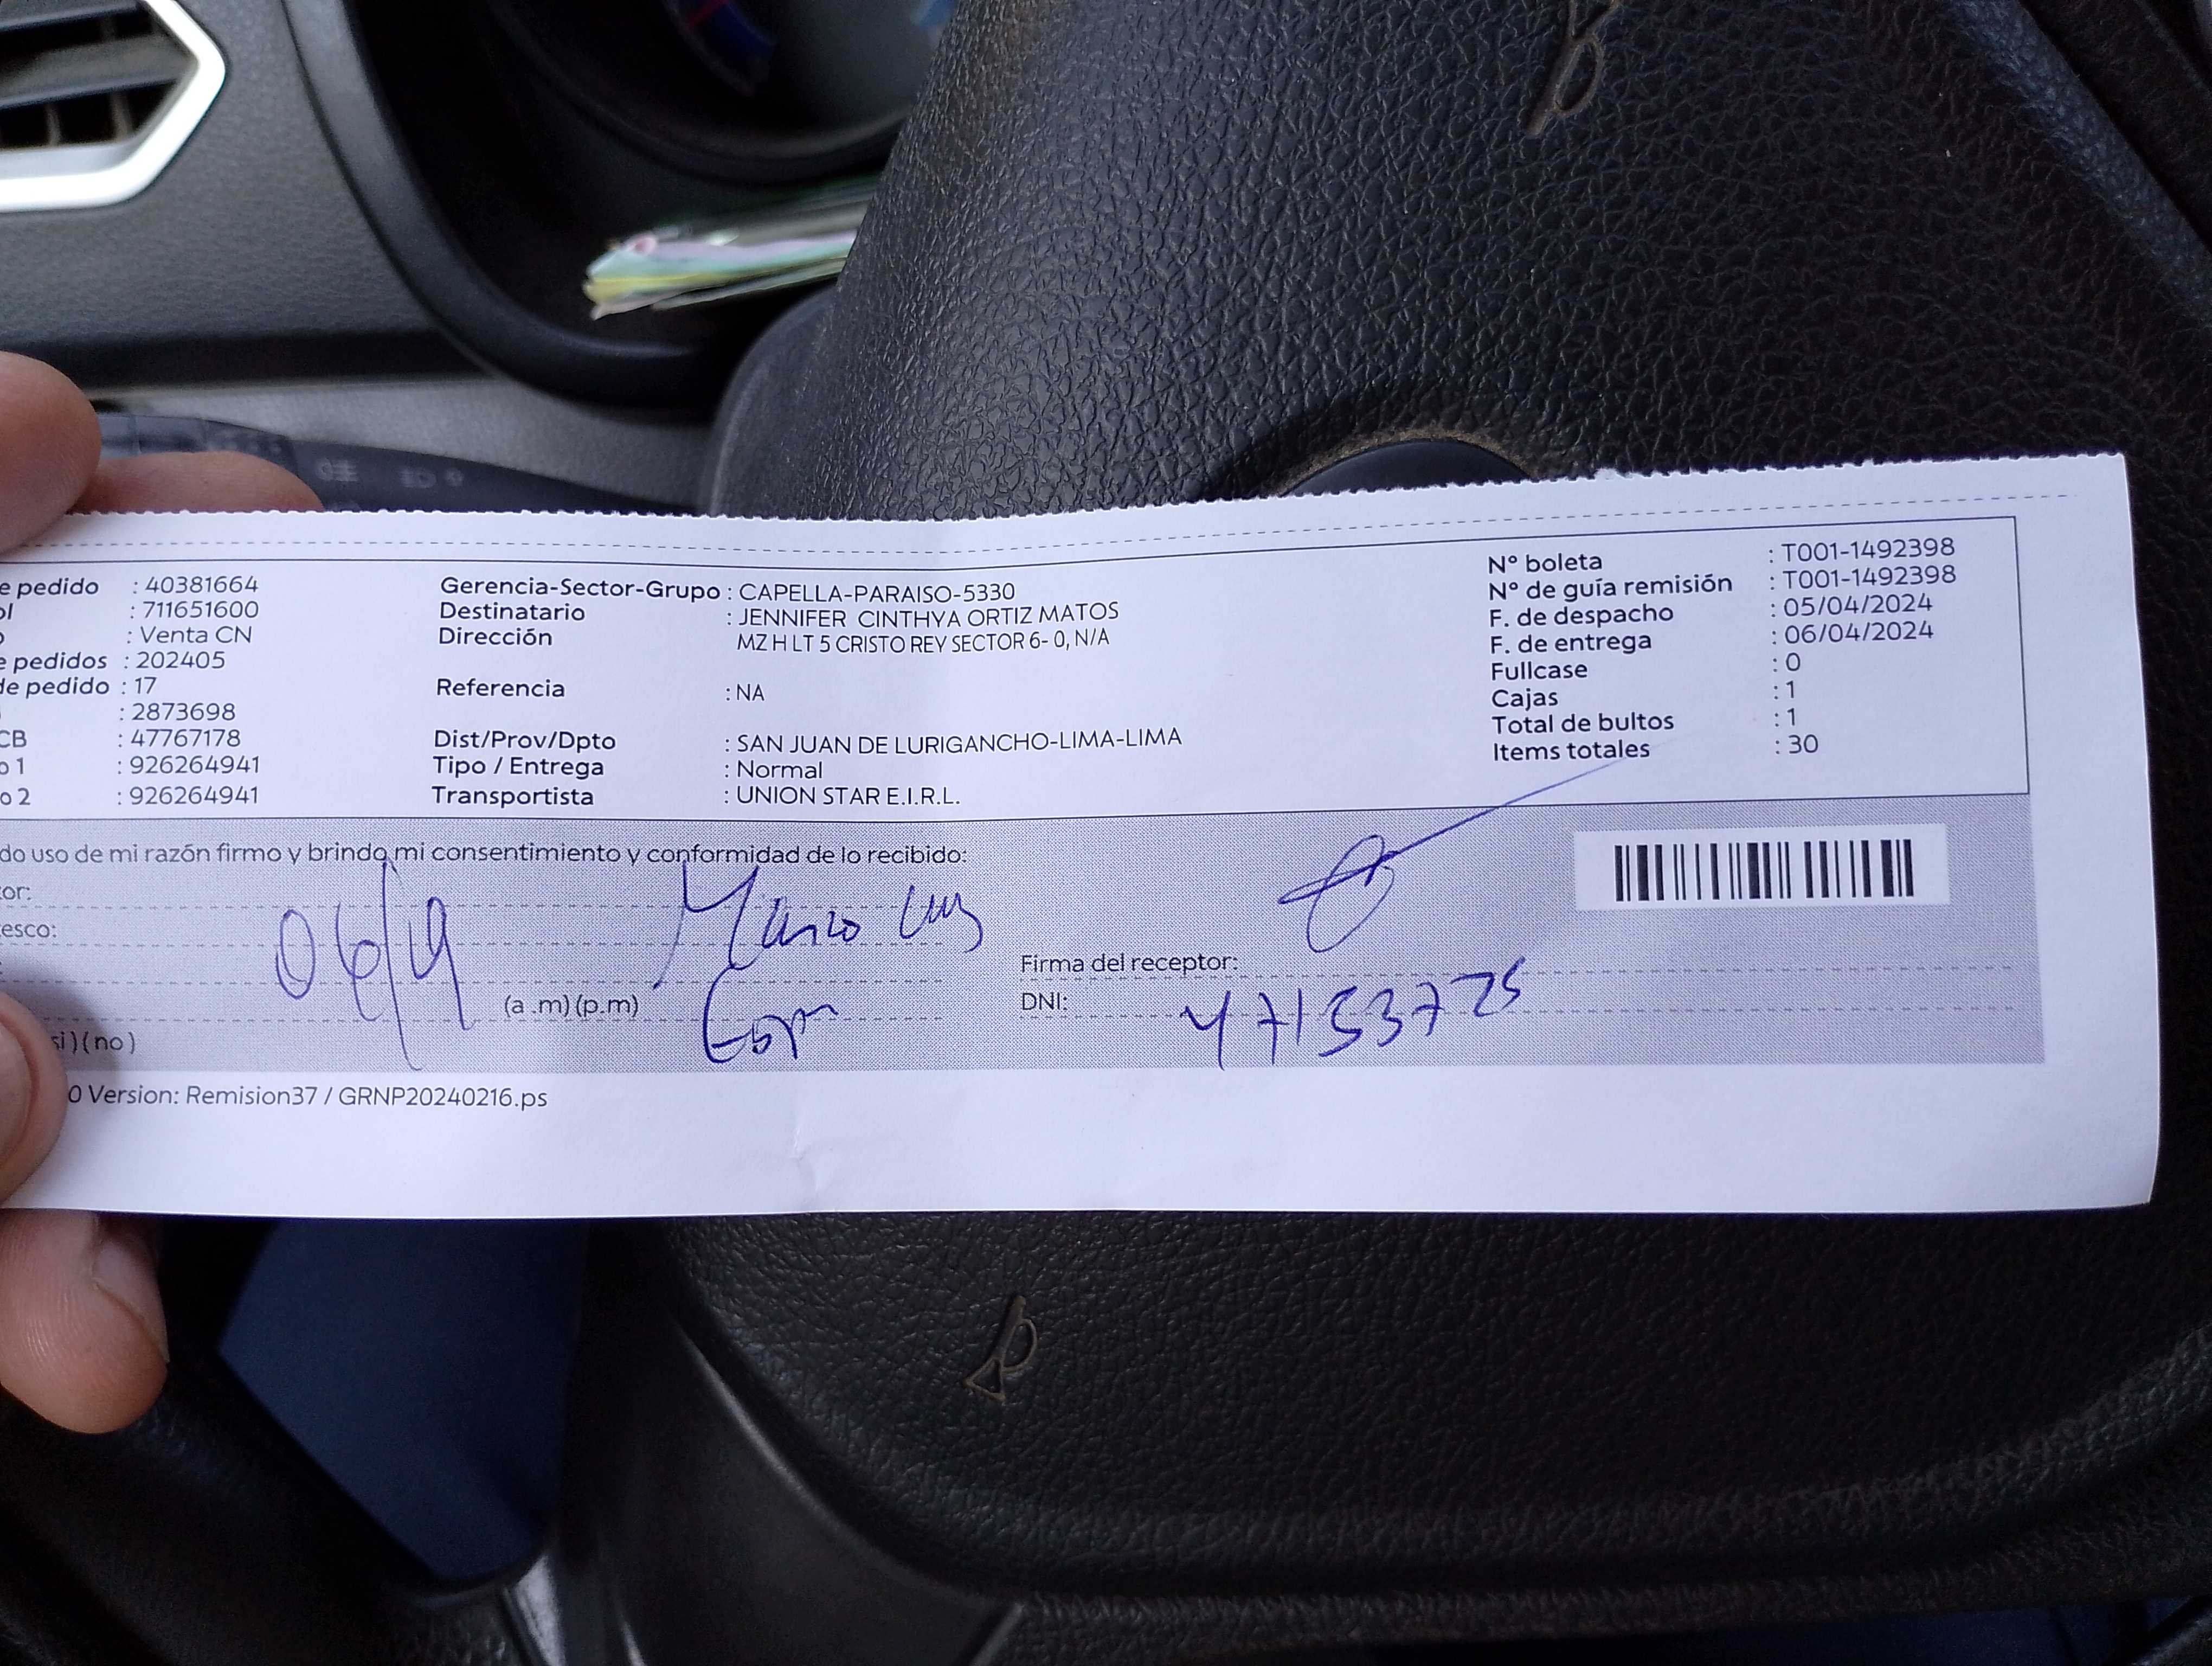 e pedido : 40381664
ol : 711651600
o : Venta CN
e pedidos : 202405
de pedido : 17
: 2873698
CB : 47767178
o 1 : 926264941
o 2 : 926264941
Gerencia-Sector-Grupo : CAPELLA-PARAISO-5330
Destinatario : JENNIFER CINTHYA ORTIZ MATOS
Dirección MZ H LT 5 CRISTO REY SECTOR 6- 0, N/A
Referencia : NA
Dist/Prov/Dpto : SAN JUAN DE LURIGANCHO-LIMA-LIMA
Tipo / Entrega : Normal
Transportista : UNION STAR E.I.R.L.
N° boleta : T001-1492398
N° de guía remisión : T001-1492398
F. de despacho : 05/04/2024
F. de entrega : 06/04/2024
Fullcase : 0
Cajas : 1
Total de bultos : 1
Items totales : 30
do uso de mi razón firmo y brindo mi consentimiento y conformidad de lo recibido:
or:
esco:
Marco
(a .m) (p.m)
si) (no)
Firma del receptor:
DNI: 47153725
0 Version: Remision37 / GRNP20240216.ps